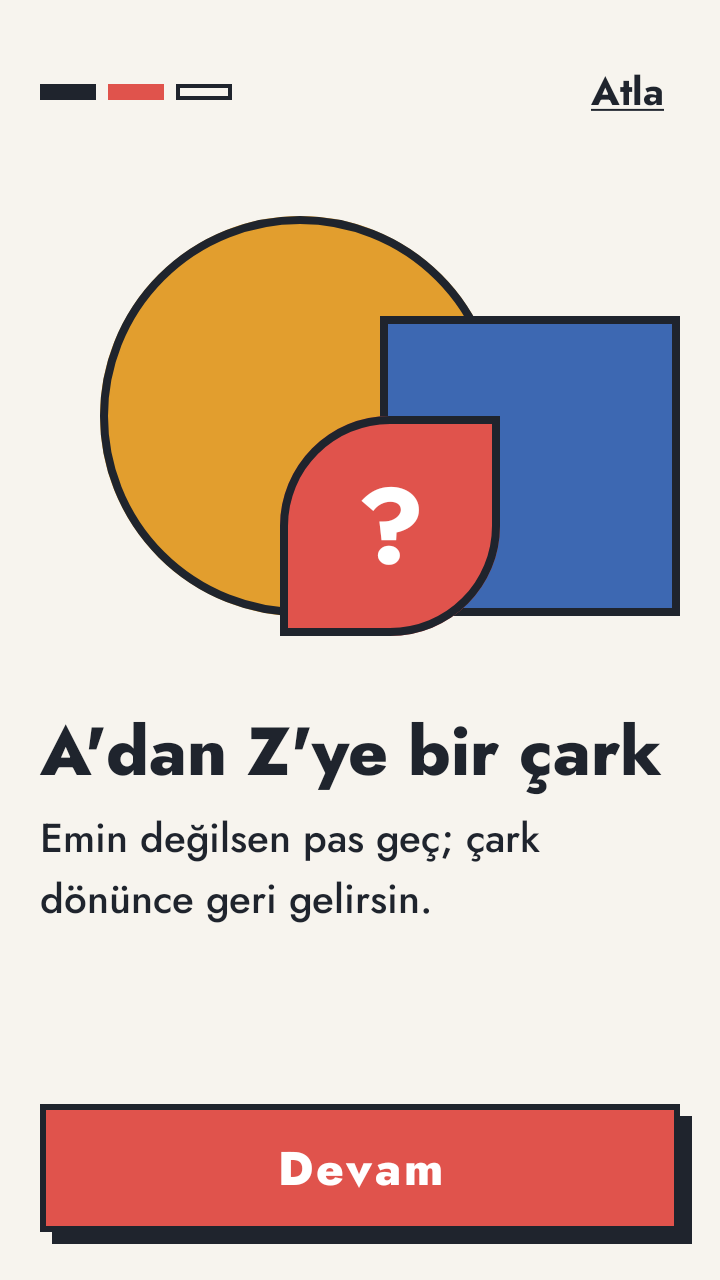 Atla
?
A'dan Z'ye bir çark
Emin değilsen pas geç; çark
dönünce geri gelirsin.
Devam